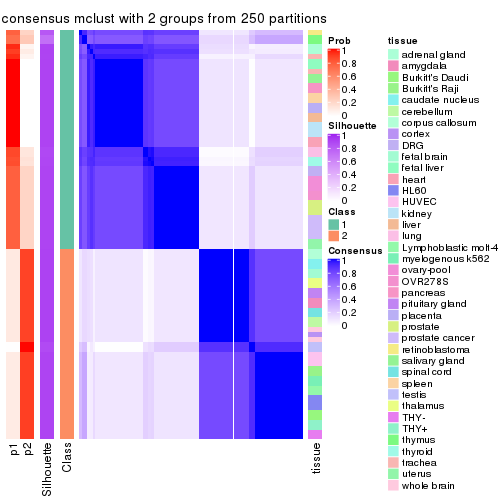 consensus mclust with 2 groups from 250 partitions
Prob
1
0.8
0.6
0.4
0.2
0
Silhouette
1
0.8
0.6
0.4
0.2
0
Class
1
2
Consensus
1
0.8
0.6
0.4
0.2
0
tissue
adrenal gland
amygdala
Burkitt's Daudi
Burkitt's Raji
caudate nucleus
cerebellum
corpus callosum
cortex
DRG
fetal brain
fetal liver
heart
HL60
HUVEC
kidney
liver
lung
Lymphoblastic molt-4
myelogenous k562
ovary-pool
OVR278S
pancreas
pituitary gland
placenta
prostate
prostate cancer
retinoblastoma
salivary gland
spinal cord
spleen
testis
thalamus
THY-
THY+
thymus
thyroid
trachea
uterus
whole brain
p1
p2
Silhouette
Class
tissue